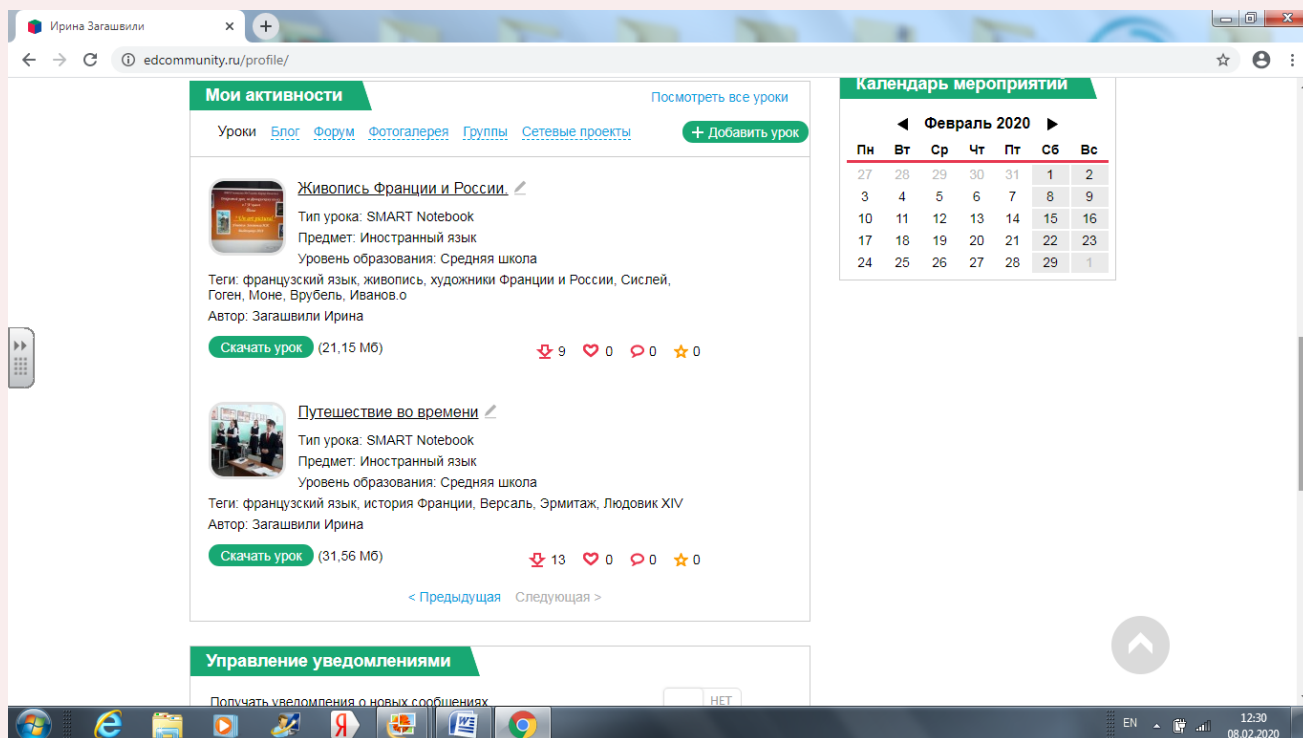 Ирина Загашвили
edcommunity.ru/profile/
Мои активности
Посмотреть все уроки
Уроки Блог Форум Фотогалерея Группы Сетевые проекты
+ Добавить урок
Живопись Франции и России.
Тип урока: SMART Notebook
Предмет: Иностранный язык
Уровень образования: Средняя школа
Теги: французский язык, живопись, художники Франции и России, Сислей,
Гоген, Моне, Врубель, Иванов.о
Автор: Загашвили Ирина
Скачать урок (21,15 Мб)
9 0 0 0
Путешествие во времени
Тип урока: SMART Notebook
Предмет: Иностранный язык
Уровень образования: Средняя школа
Теги: французский язык, история Франции, Версаль, Эрмитаж, Людовик XIV
Автор: Загашвили Ирина
Скачать урок (31,56 Мб)
13 0 0 0
< Предыдущая Следующая >
Управление уведомлениями
Получать уведомления о новых сообщениях
НЕТ
Календарь мероприятий
Февраль 2020
Пн Вт Ср Чт Пт Сб Вс
27 28 29 30 31 1 2
3 4 5 6 7 8 9
10 11 12 13 14 15 16
17 18 19 20 21 22 23
24 25 26 27 28 29 1
EN
12:30
08.02.2020